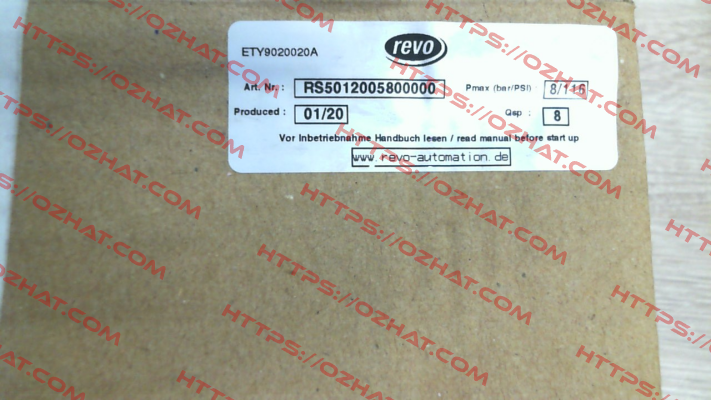 ETY9020020A
revo
Art. Nr. : RS5012005800000 Pmax (bar/PSI) : 8/116
Produced : 01/20 Qsp : 8
Vor Inbetriebnahme Handbuch lesen / read manual before start up
www.revo-automation.de
HTTPS://OZHAT.COM